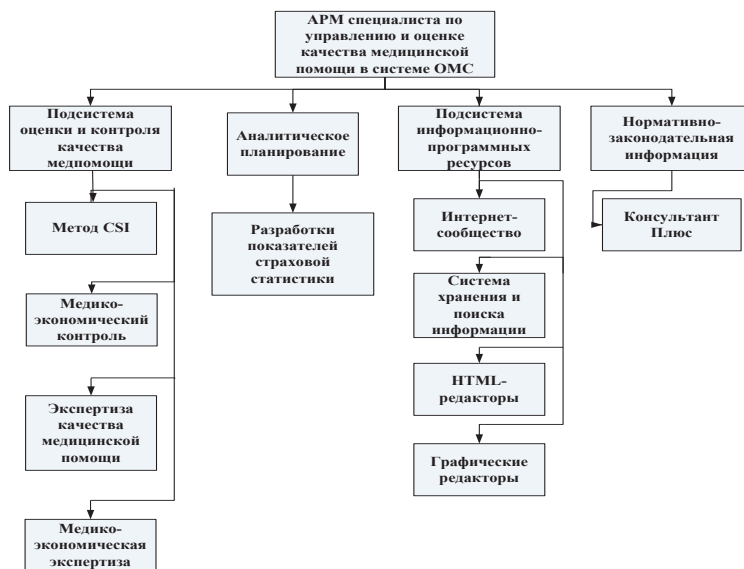 АРМ специалиста по
управлению и оценке
качества медицинской
помощи в системе ОМС
Подсистема
оценки и контроля
качества
медпомощи
Аналитическое
планирование
Подсистема
информационно-
программных
ресурсов
Нормативно-
законодательная
информация
Метод CSI
Разработки
показателей
страховой
статистики
Интернет-
сообщество
Консультант
Плюс
Медико-
экономический
контроль
Система
хранения и
поиска
информации
HTML-
редакторы
Экспертиза
качества
медицинской
помощи
Графические
редакторы
Медико-
экономическая
экспертиза